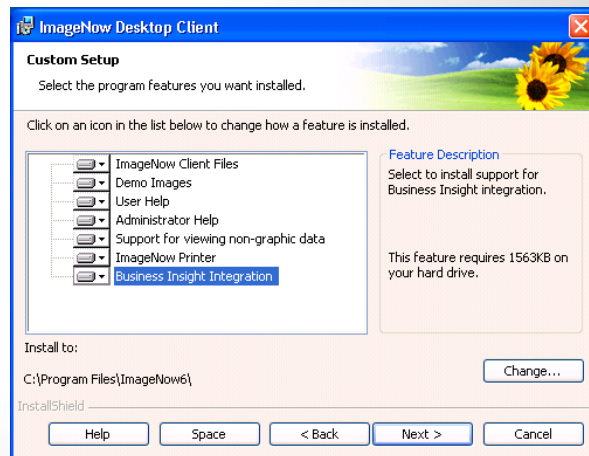 ImageNow Desktop Client
Custom Setup
Select the program features you want installed.
Click on an icon in the list below to change how a feature is installed.
ImageNow Client Files
Demo Images
User Help
Administrator Help
Support for viewing non-graphic data
ImageNow Printer
Business Insight Integration
Feature Description
Select to install support for
Business Insight integration.
This feature requires 1563KB on
your hard drive.
Install to:
C:\Program Files\ImageNow6\
Change...
InstallShield
Help
Space
< Back
Next >
Cancel